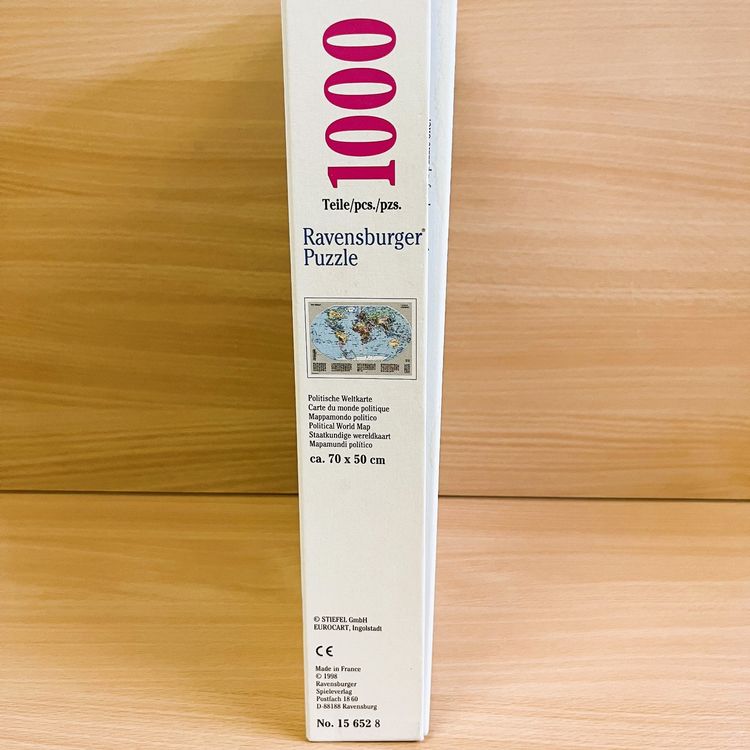 1000
Teile/pcs./pzs.
Ravensburger®
Puzzle
Politische Weltkarte
Carte du monde politique
Mappamondo politico
Political World Map
Staatkundige wereldkaart
Mapamundi político
ca. 70 x 50 cm
© STIEFEL GmbH
EUROCART, Ingolstadt
CE
Made in France
© 1998
Ravensburger
Spieleverlag
Postfach 18 60
D-88188 Ravensburg
No. 15 652 8